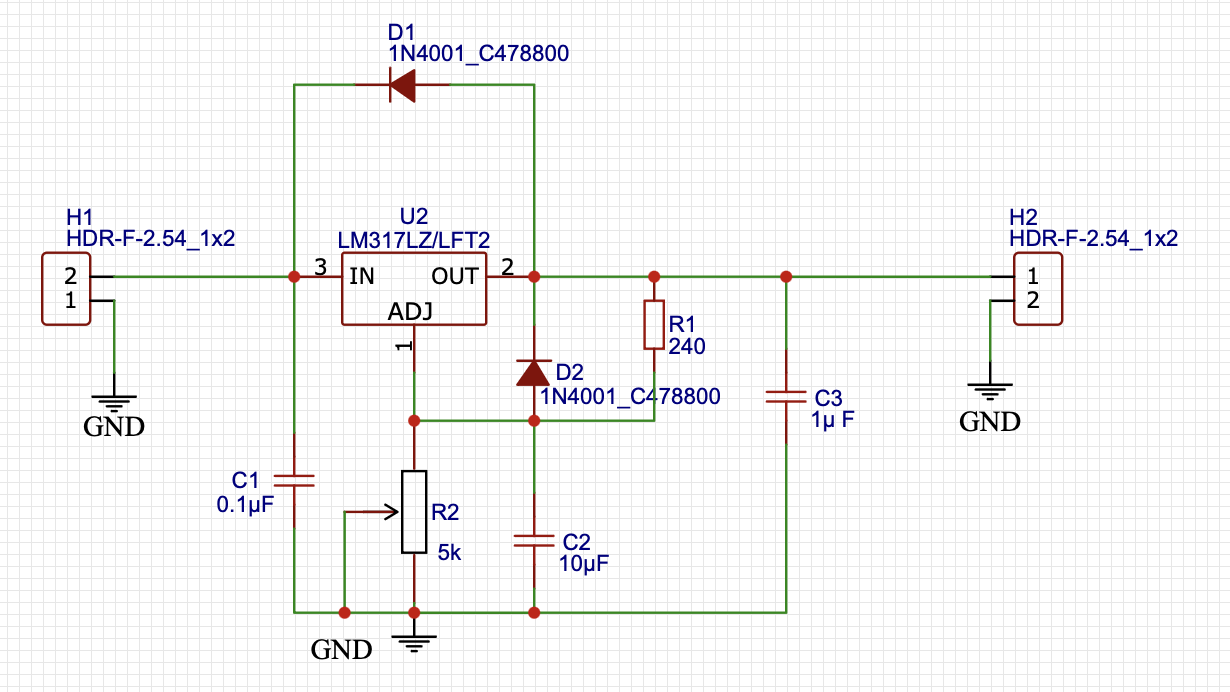 D1
1N4001_C478800
H1
HDR-F-2.54_1x2
2
1
GND
U2
LM317LZ/LFT2
3
IN
OUT
2
ADJ
1
H2
HDR-F-2.54_1x2
1
2
GND
R1
240
D2
1N4001_C478800
C3
1µ F
C1
0.1µF
R2
5k
C2
10µF
GND